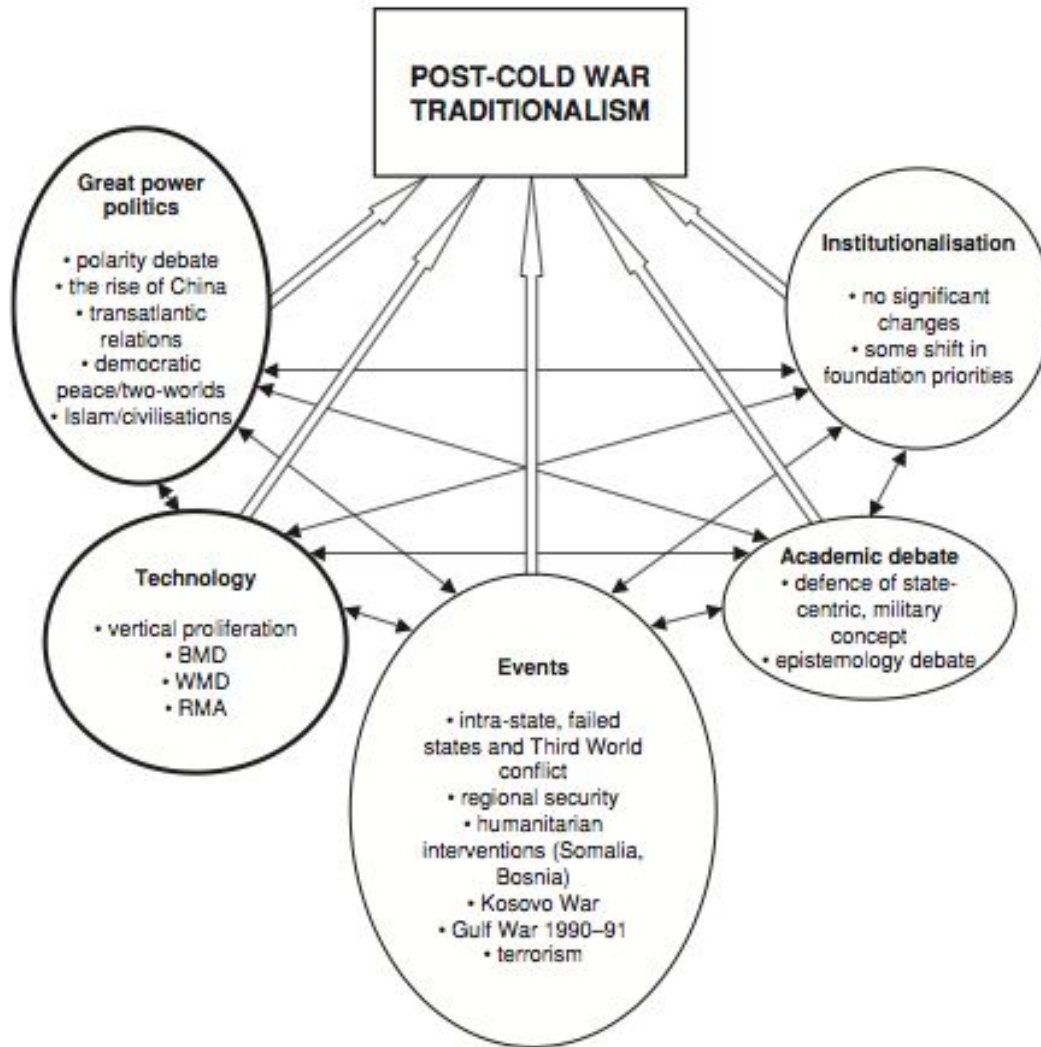 POST-COLD WAR
TRADITIONALISM
Great power
politics
• polarity debate
• the rise of China
• transatlantic
relations
• democratic
peace/two-worlds
• Islam/civilisations
Institutionalisation
• no significant
changes
• some shift in
foundation priorities
Technology
• vertical proliferation
• BMD
• WMD
• RMA
Academic debate
• defence of state-
centric, military
concept
• epistemology debate
Events
• intra-state, failed
states and Third World
conflict
• regional security
• humanitarian
interventions (Somalia,
Bosnia)
• Kosovo War
• Gulf War 1990–91
• terrorism